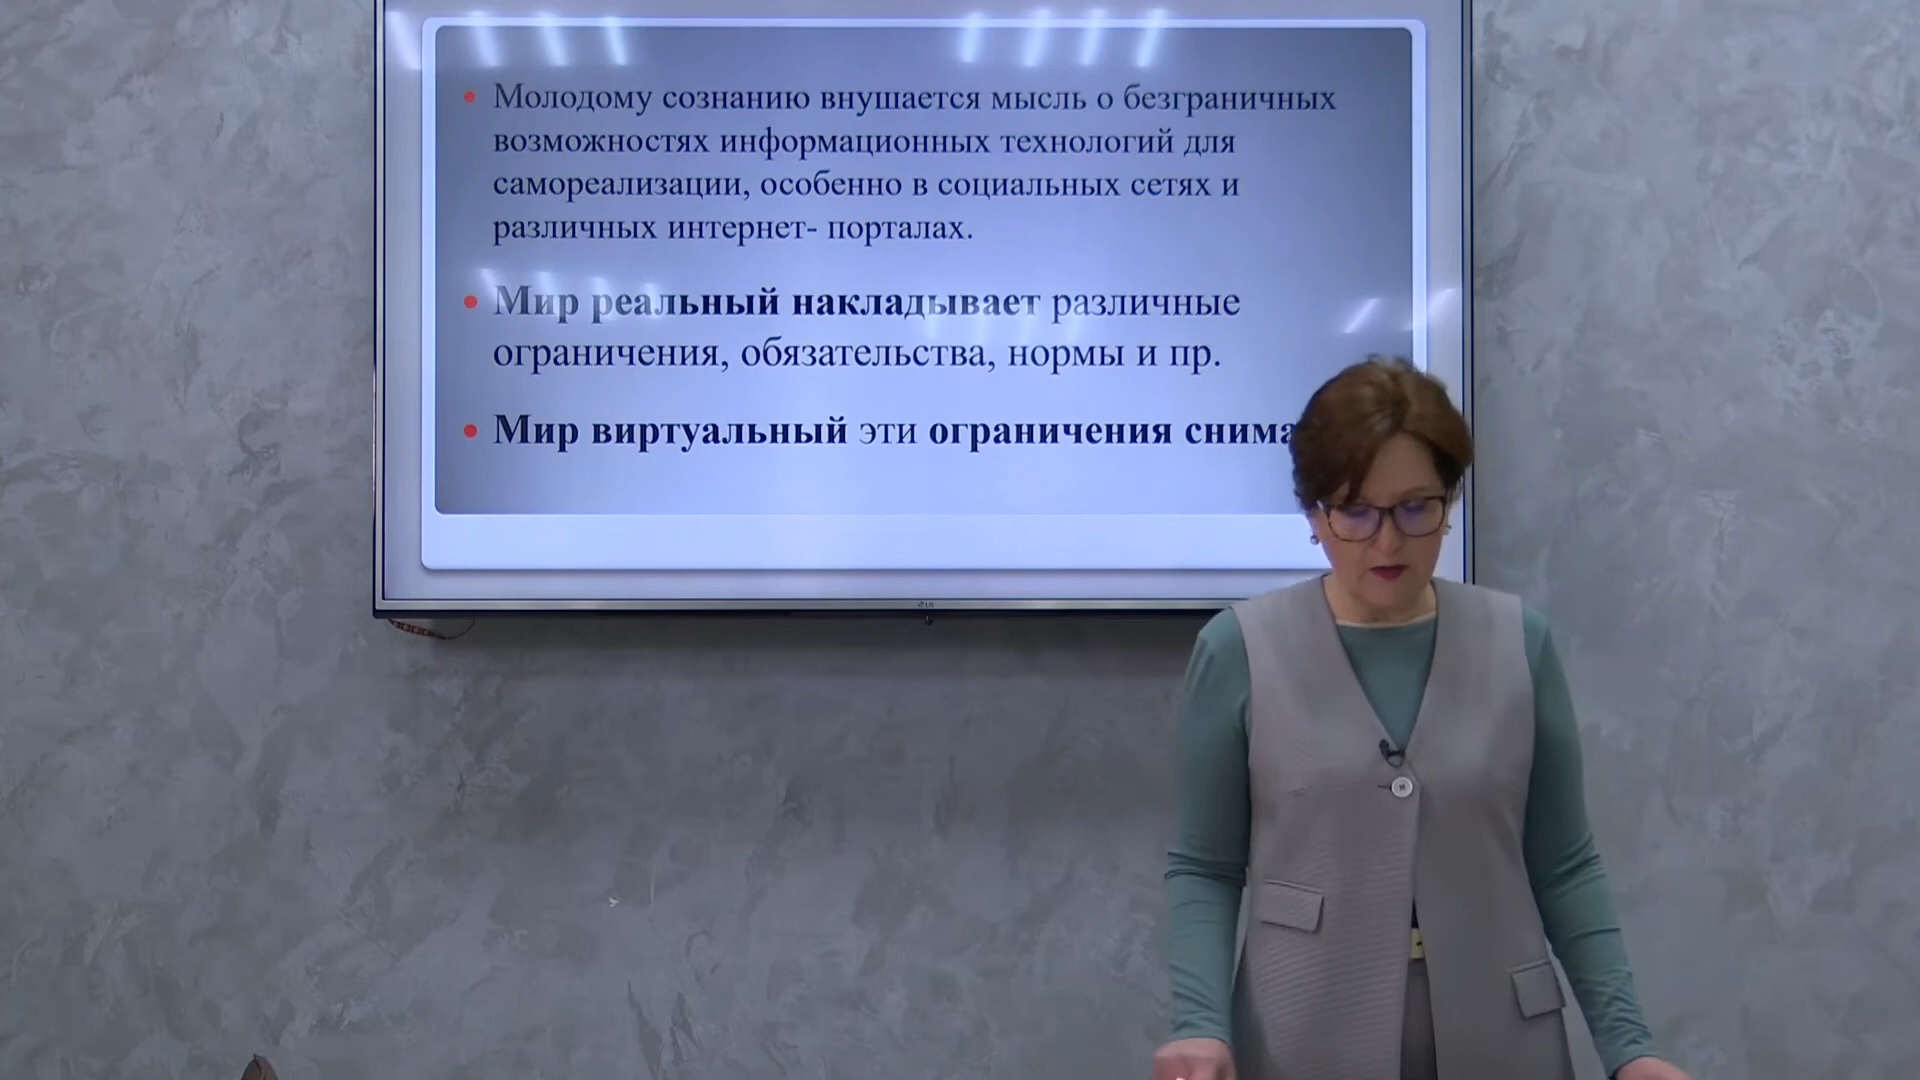 Молодому сознанию внушается мысль о безграничных
возможностях информационных технологий для
самореализации, особенно в социальных сетях и
различных интернет- порталах.
Мир реальный накладывает различные
ограничения, обязательства, нормы и пр.
Мир виртуальный эти ограничения снима